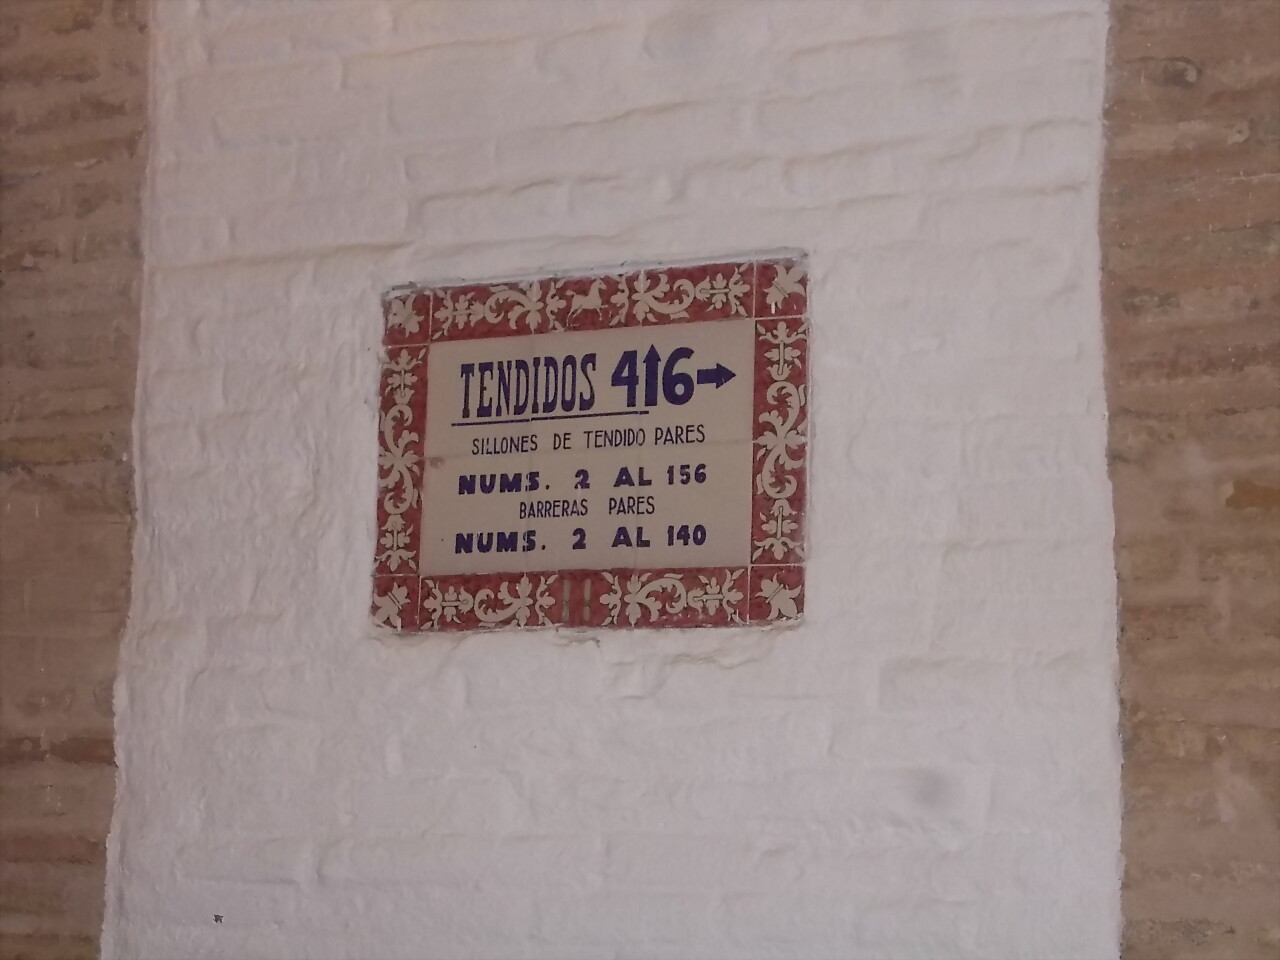 TENDIDOS 4↑6→
SILLONES DE TENDIDO PARES
NUMS. 2 AL 156
BARRERAS PARES
NUMS. 2 AL 140